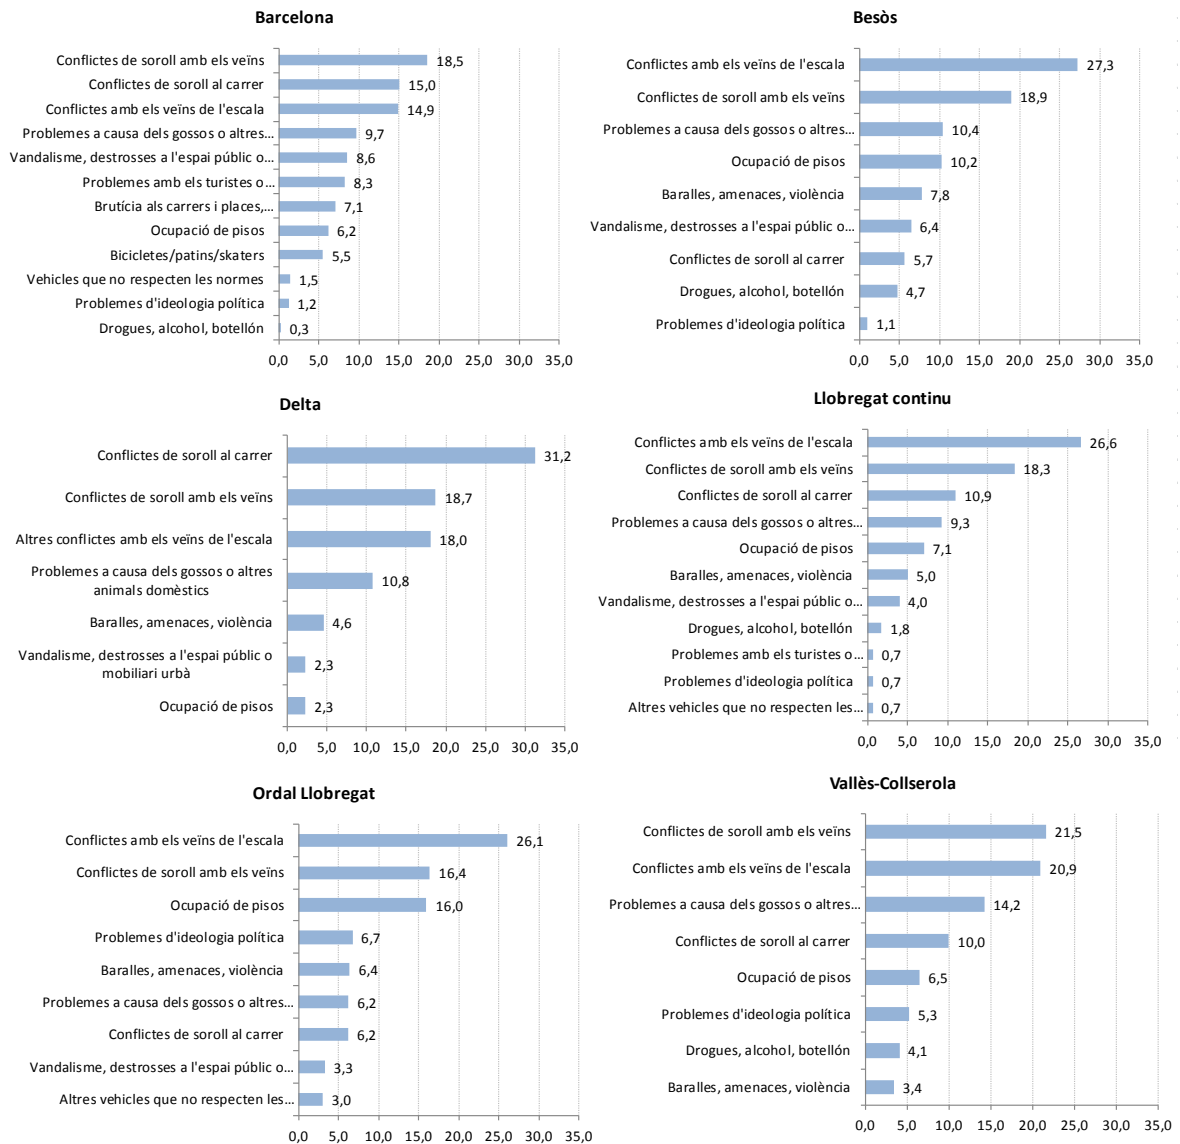 Barcelona
Conflictes de soroll amb els veïns 18,5
Conflictes de soroll al carrer 15,0
Conflictes amb els veïns de l'escala 14,9
Problemes a causa dels gossos o altres… 9,7
Vandalisme, destrosses a l'espai públic o… 8,6
Problemes amb els turistes o… 8,3
Brutícia als carrers i places,… 7,1
Ocupació de pisos 6,2
Bicicletes/patins/skaters 5,5
Vehicles que no respecten les normes 1,5
Problemes d'ideologia política 1,2
Drogues, alcohol, botellón 0,3
0,0 5,0 10,0 15,0 20,0 25,0 30,0 35,0
Besòs
Conflictes amb els veïns de l'escala 27,3
Conflictes de soroll amb els veïns 18,9
Problemes a causa dels gossos o altres… 10,4
Ocupació de pisos 10,2
Baralles, amenaces, violència 7,8
Vandalisme, destrosses a l'espai públic o… 6,4
Conflictes de soroll al carrer 5,7
Drogues, alcohol, botellón 4,7
Problemes d'ideologia política 1,1
0,0 5,0 10,0 15,0 20,0 25,0 30,0 35,0
Delta
Conflictes de soroll al carrer 31,2
Conflictes de soroll amb els veïns 18,7
Altres conflictes amb els veïns de l'escala 18,0
Problemes a causa dels gossos o altres
animals domèstics 10,8
Baralles, amenaces, violència 4,6
Vandalisme, destrosses a l'espai públic o
mobiliari urbà 2,3
Ocupació de pisos 2,3
0,0 5,0 10,0 15,0 20,0 25,0 30,0 35,0
Llobregat continu
Conflictes amb els veïns de l'escala 26,6
Conflictes de soroll amb els veïns 18,3
Conflictes de soroll al carrer 10,9
Problemes a causa dels gossos o altres… 9,3
Ocupació de pisos 7,1
Baralles, amenaces, violència 5,0
Vandalisme, destrosses a l'espai públic o… 4,0
Drogues, alcohol, botellón 1,8
Problemes amb els turistes o… 0,7
Problemes d'ideologia política 0,7
Altres vehicles que no respecten les… 0,7
0,0 5,0 10,0 15,0 20,0 25,0 30,0 35,0
Ordal Llobregat
Conflictes amb els veïns de l'escala 26,1
Conflictes de soroll amb els veïns 16,4
Ocupació de pisos 16,0
Problemes d'ideologia política 6,7
Baralles, amenaces, violència 6,4
Problemes a causa dels gossos o altres… 6,2
Conflictes de soroll al carrer 6,2
Vandalisme, destrosses a l'espai públic o… 3,3
Altres vehicles que no respecten les… 3,0
0,0 5,0 10,0 15,0 20,0 25,0 30,0 35,0
Vallès-Collserola
Conflictes de soroll amb els veïns 21,5
Conflictes amb els veïns de l'escala 20,9
Problemes a causa dels gossos o altres… 14,2
Conflictes de soroll al carrer 10,0
Ocupació de pisos 6,5
Problemes d'ideologia política 5,3
Drogues, alcohol, botellón 4,1
Baralles, amenaces, violència 3,4
0,0 5,0 10,0 15,0 20,0 25,0 30,0 35,0